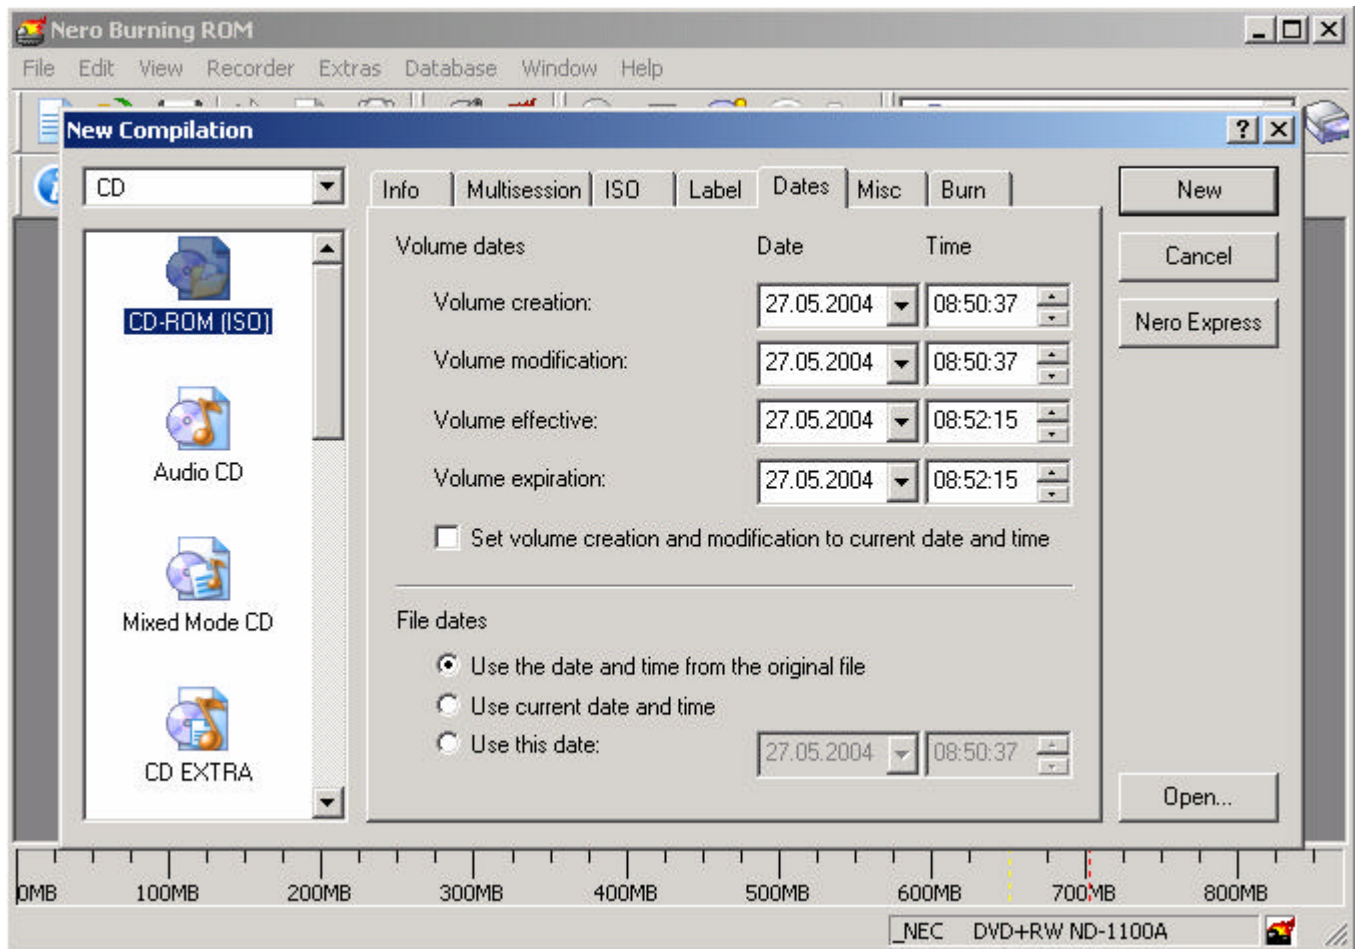 Nero Burning ROM
File Edit View Recorder Extras Database Window Help
New Compilation
CD
Info Multisession ISO Label Dates Misc Burn
New
Cancel
Nero Express
CD-ROM (ISO)
Audio CD
Mixed Mode CD
CD EXTRA
Volume dates Date Time
Volume creation: 27.05.2004 08:50:37
Volume modification: 27.05.2004 08:50:37
Volume effective: 27.05.2004 08:52:15
Volume expiration: 27.05.2004 08:52:15
Set volume creation and modification to current date and time
File dates
Use the date and time from the original file
Use current date and time
Use this date: 27.05.2004 08:50:37
Open...
0MB 100MB 200MB 300MB 400MB 500MB 600MB 700MB 800MB
_NEC DVD+RW ND-1100A